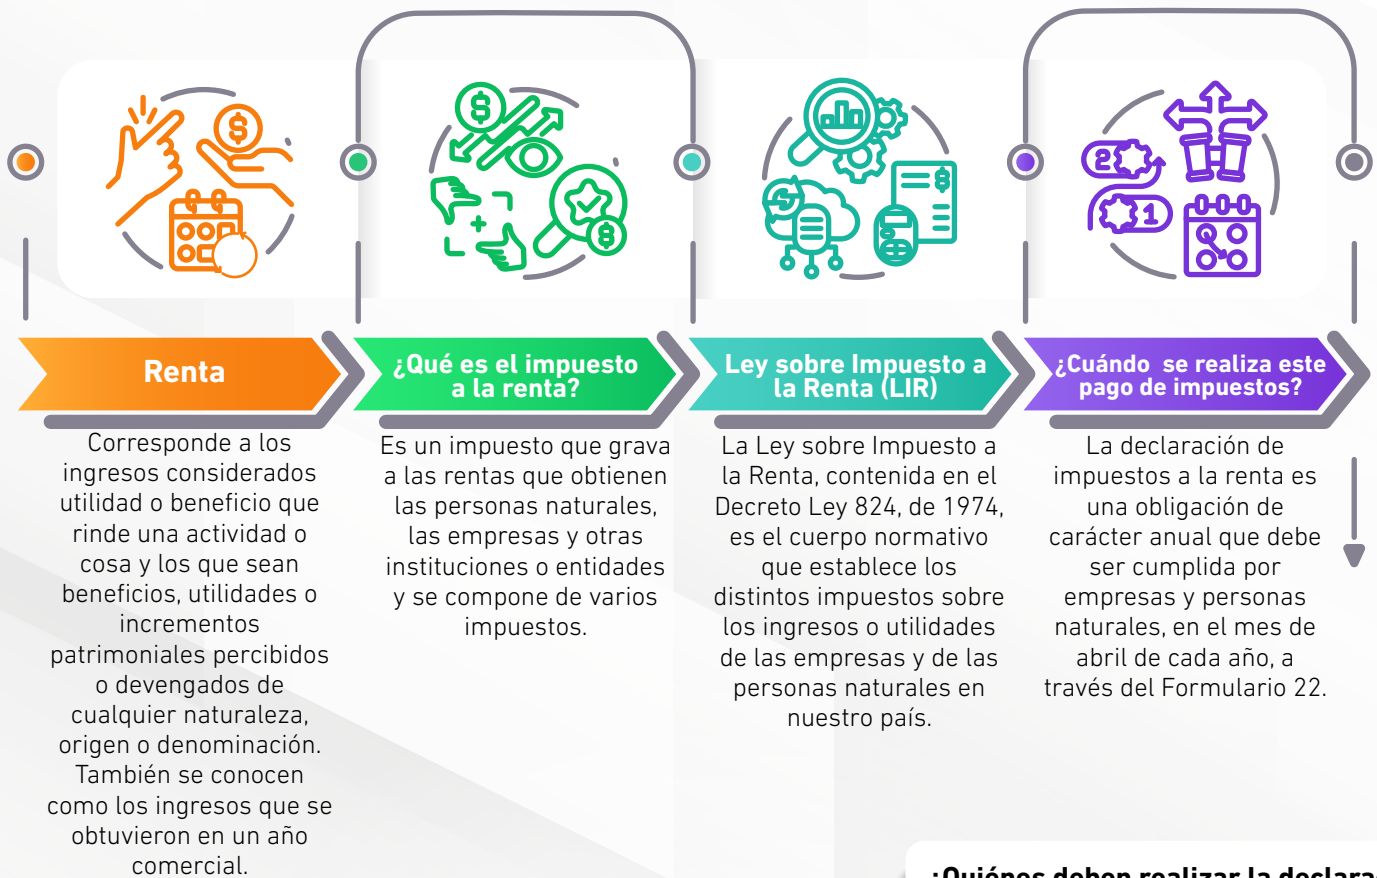 Renta
Corresponde a los
ingresos considerados
utilidad o beneficio que
rinde una actividad o
cosa y los que sean
beneficios, utilidades o
incrementos
patrimoniales percibidos
o devengados de
cualquier naturaleza,
origen o denominación.
También se conocen
como los ingresos que se
obtuvieron en un año
comercial.
¿Qué es el impuesto
a la renta?
Es un impuesto que grava
a las rentas que obtienen
las personas naturales,
las empresas y otras
instituciones o entidades
y se compone de varios
impuestos.
Ley sobre Impuesto a
la Renta (LIR)
La Ley sobre Impuesto a
la Renta, contenida en el
Decreto Ley 824, de 1974,
es el cuerpo normativo
que establece los
distintos impuestos sobre
los ingresos o utilidades
de las empresas y de las
personas naturales en
nuestro país.
2
1
¿Cuándo se realiza este
pago de impuestos?
La declaración de
impuestos a la renta es
una obligación de
carácter anual que debe
ser cumplida por
empresas y personas
naturales, en el mes de
abril de cada año, a
través del Formulario 22.
¿Quiénes deben realizar la